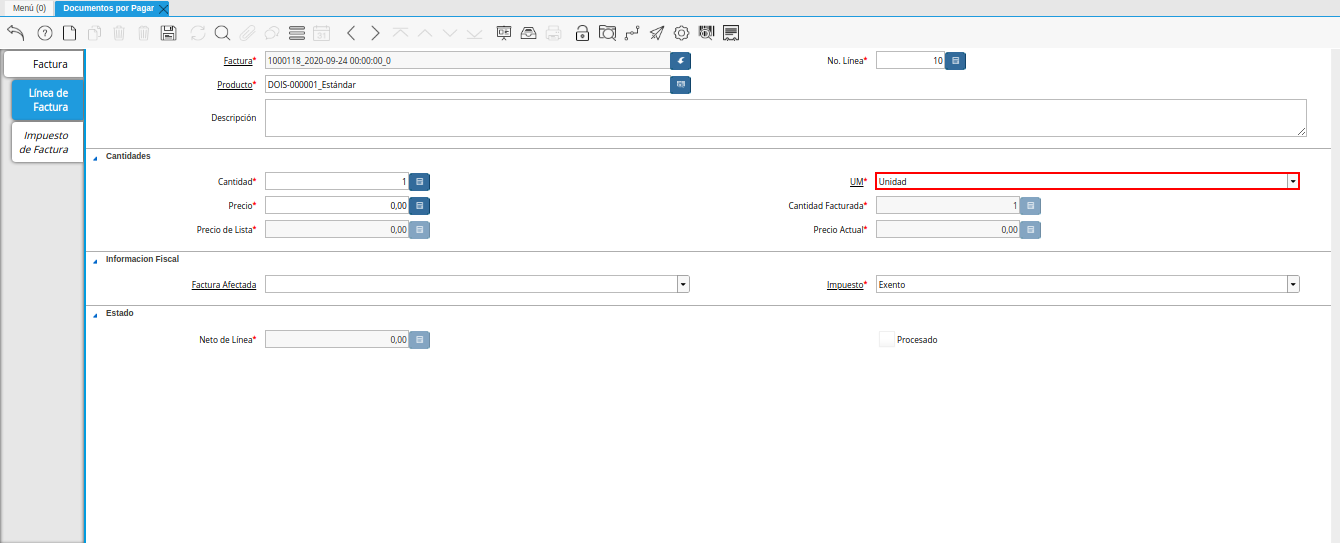 Menú (0) Documentos por Pagar
Factura
Línea de
Factura
Impuesto
de Factura
Factura* 1000118_2020-09-24 00:00:00_0 No. Línea* 10
Producto* DOIS-000001_Estándar
Descripción
Cantidades
Cantidad* 1 UM* Unidad
Precio* 0,00 Cantidad Facturada* 1
Precio de Lista* 0,00 Precio Actual* 0,00
Informacion Fiscal
Factura Afectada Impuesto* Exento
Estado
Neto de Línea* 0,00 Procesado